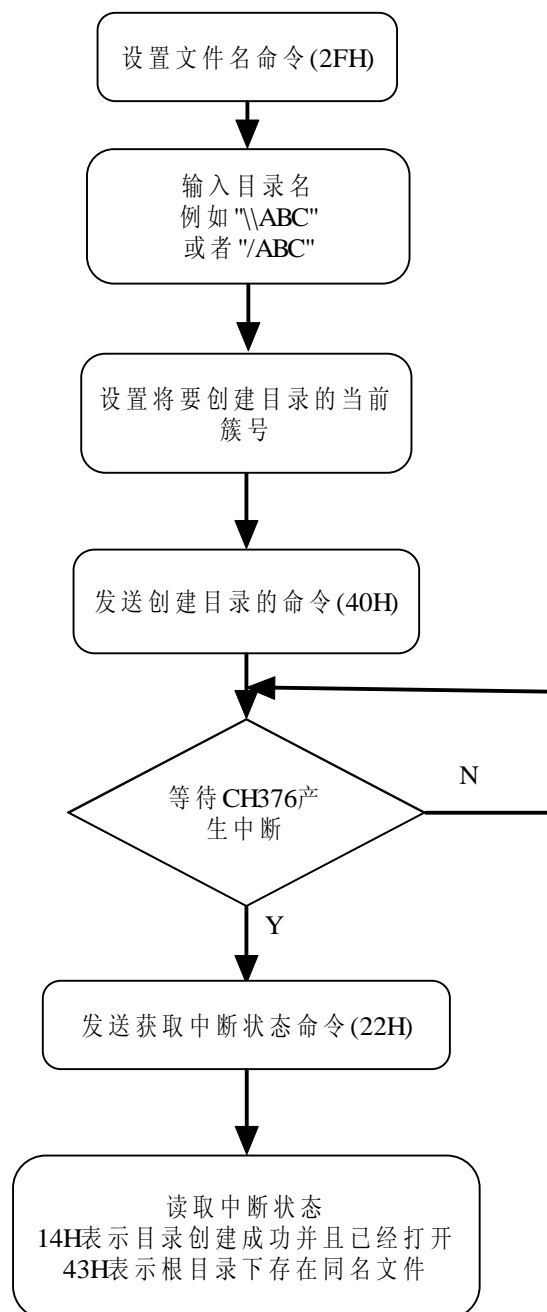 设置文件名命令(2FH)
输入目录名
例如"\\ABC"
或者"/ABC"
设置将要创建目录的当前
簇号
发送创建目录的命令(40H)
等待CH376产
生中断
N
Y
发送获取中断状态命令(22H)
读取中断状态
14H表示目录创建成功并且已经打开
43H表示根目录下存在同名文件